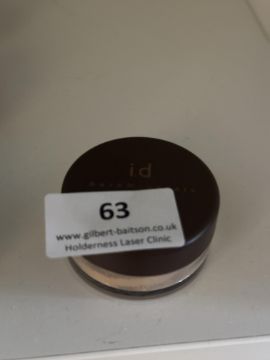 i.d
63
www.gilbert-baitson.co.uk
Holderness Laser Clinic